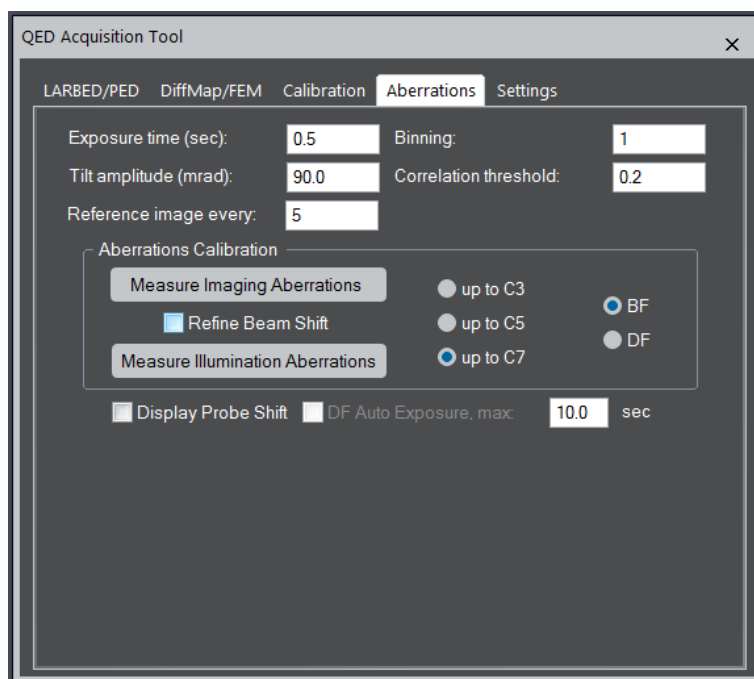 QED Acquisition Tool
LARBED/PED DiffMap/FEM Calibration Aberrations Settings
Exposure time (sec): 0.5 Binning: 1
Tilt amplitude (mrad): 90.0 Correlation threshold: 0.2
Reference image every: 5
Aberrations Calibration
Measure Imaging Aberrations up to C3
BF
Refine Beam Shift up to C5
DF
Measure Illumination Aberrations up to C7
Display Probe Shift DF Auto Exposure, max: 10.0 sec